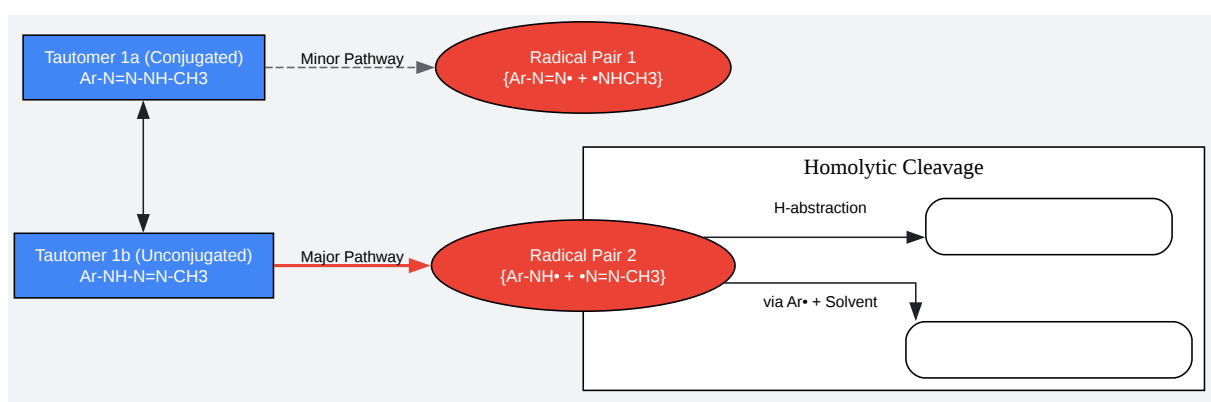 Tautomer 1a (Conjugated)
Ar-N=N-NH-CH3
Minor Pathway
Radical Pair 1
{Ar-N=N• + •NHCH3}
Homolytic Cleavage
H-abstraction
Tautomer 1b (Unconjugated)
Ar-NH-N=N-CH3
Major Pathway
Radical Pair 2
{Ar-NH• + •N=N-CH3}
via Ar• + Solvent